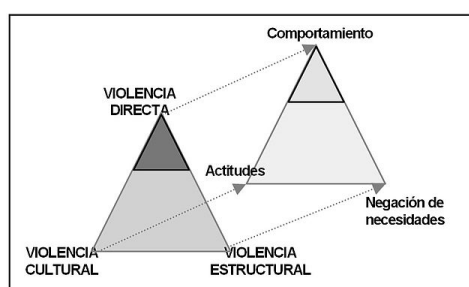 Comportamiento
VIOLENCIA
DIRECTA
Actitudes
Negación de
necesidades
VIOLENCIA
CULTURAL
VIOLENCIA
ESTRUCTURAL